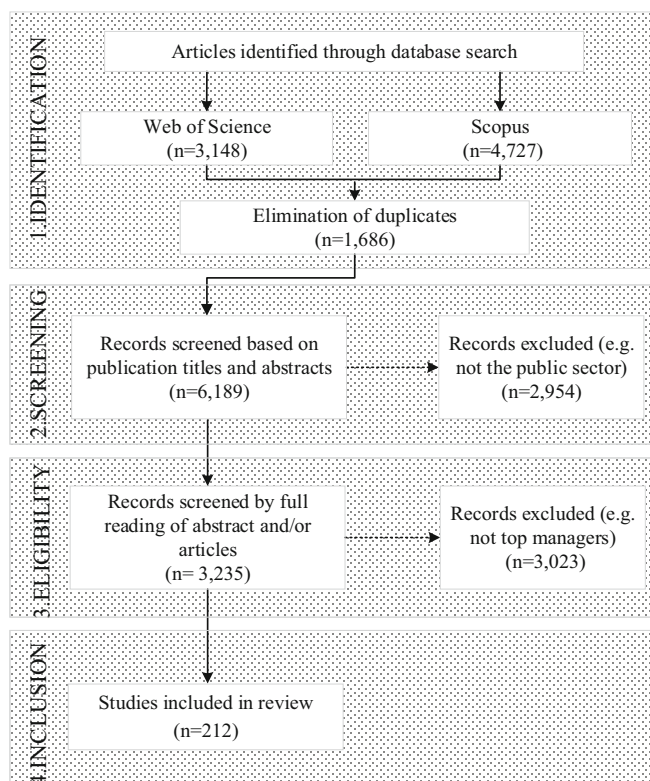 1.IDENTIFICATION
Articles identified through database search
Web of Science
(n=3,148)
Scopus
(n=4,727)
Elimination of duplicates
(n=1,686)
2.SCREENING
Records screened based on
publication titles and abstracts
(n=6,189)
Records excluded (e.g.
not the public sector)
(n=2,954)
3.ELIGIBILITY
Records screened by full
reading of abstract and/or
articles
(n= 3,235)
Records excluded (e.g.
not top managers)
(n=3,023)
4.INCLUSION
Studies included in review
(n=212)